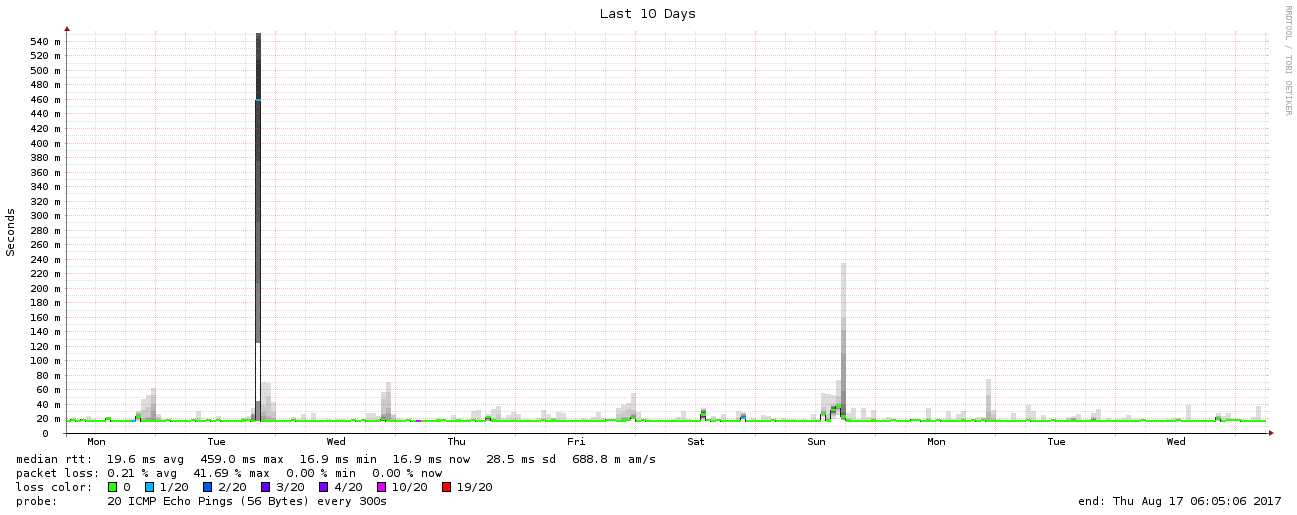 Last 10 Days
RRDTOOL / TOBI OETIKER
Seconds
540 m
520 m
500 m
480 m
460 m
440 m
420 m
400 m
380 m
360 m
340 m
320 m
300 m
280 m
260 m
240 m
220 m
200 m
180 m
160 m
140 m
120 m
100 m
80 m
60 m
40 m
20 m
0
Mon Tue Wed Thu Fri Sat Sun Mon Tue Wed
median rtt: 19.6 ms avg 459.0 ms max 16.9 ms min 16.9 ms now 28.5 ms sd 688.8 m am/s
packet loss: 0.21 % avg 41.69 % max 0.00 % min 0.00 % now
loss color: 0 1/20 2/20 3/20 4/20 10/20 19/20
probe: 20 ICMP Echo Pings (56 Bytes) every 300s end: Thu Aug 17 06:05:06 2017